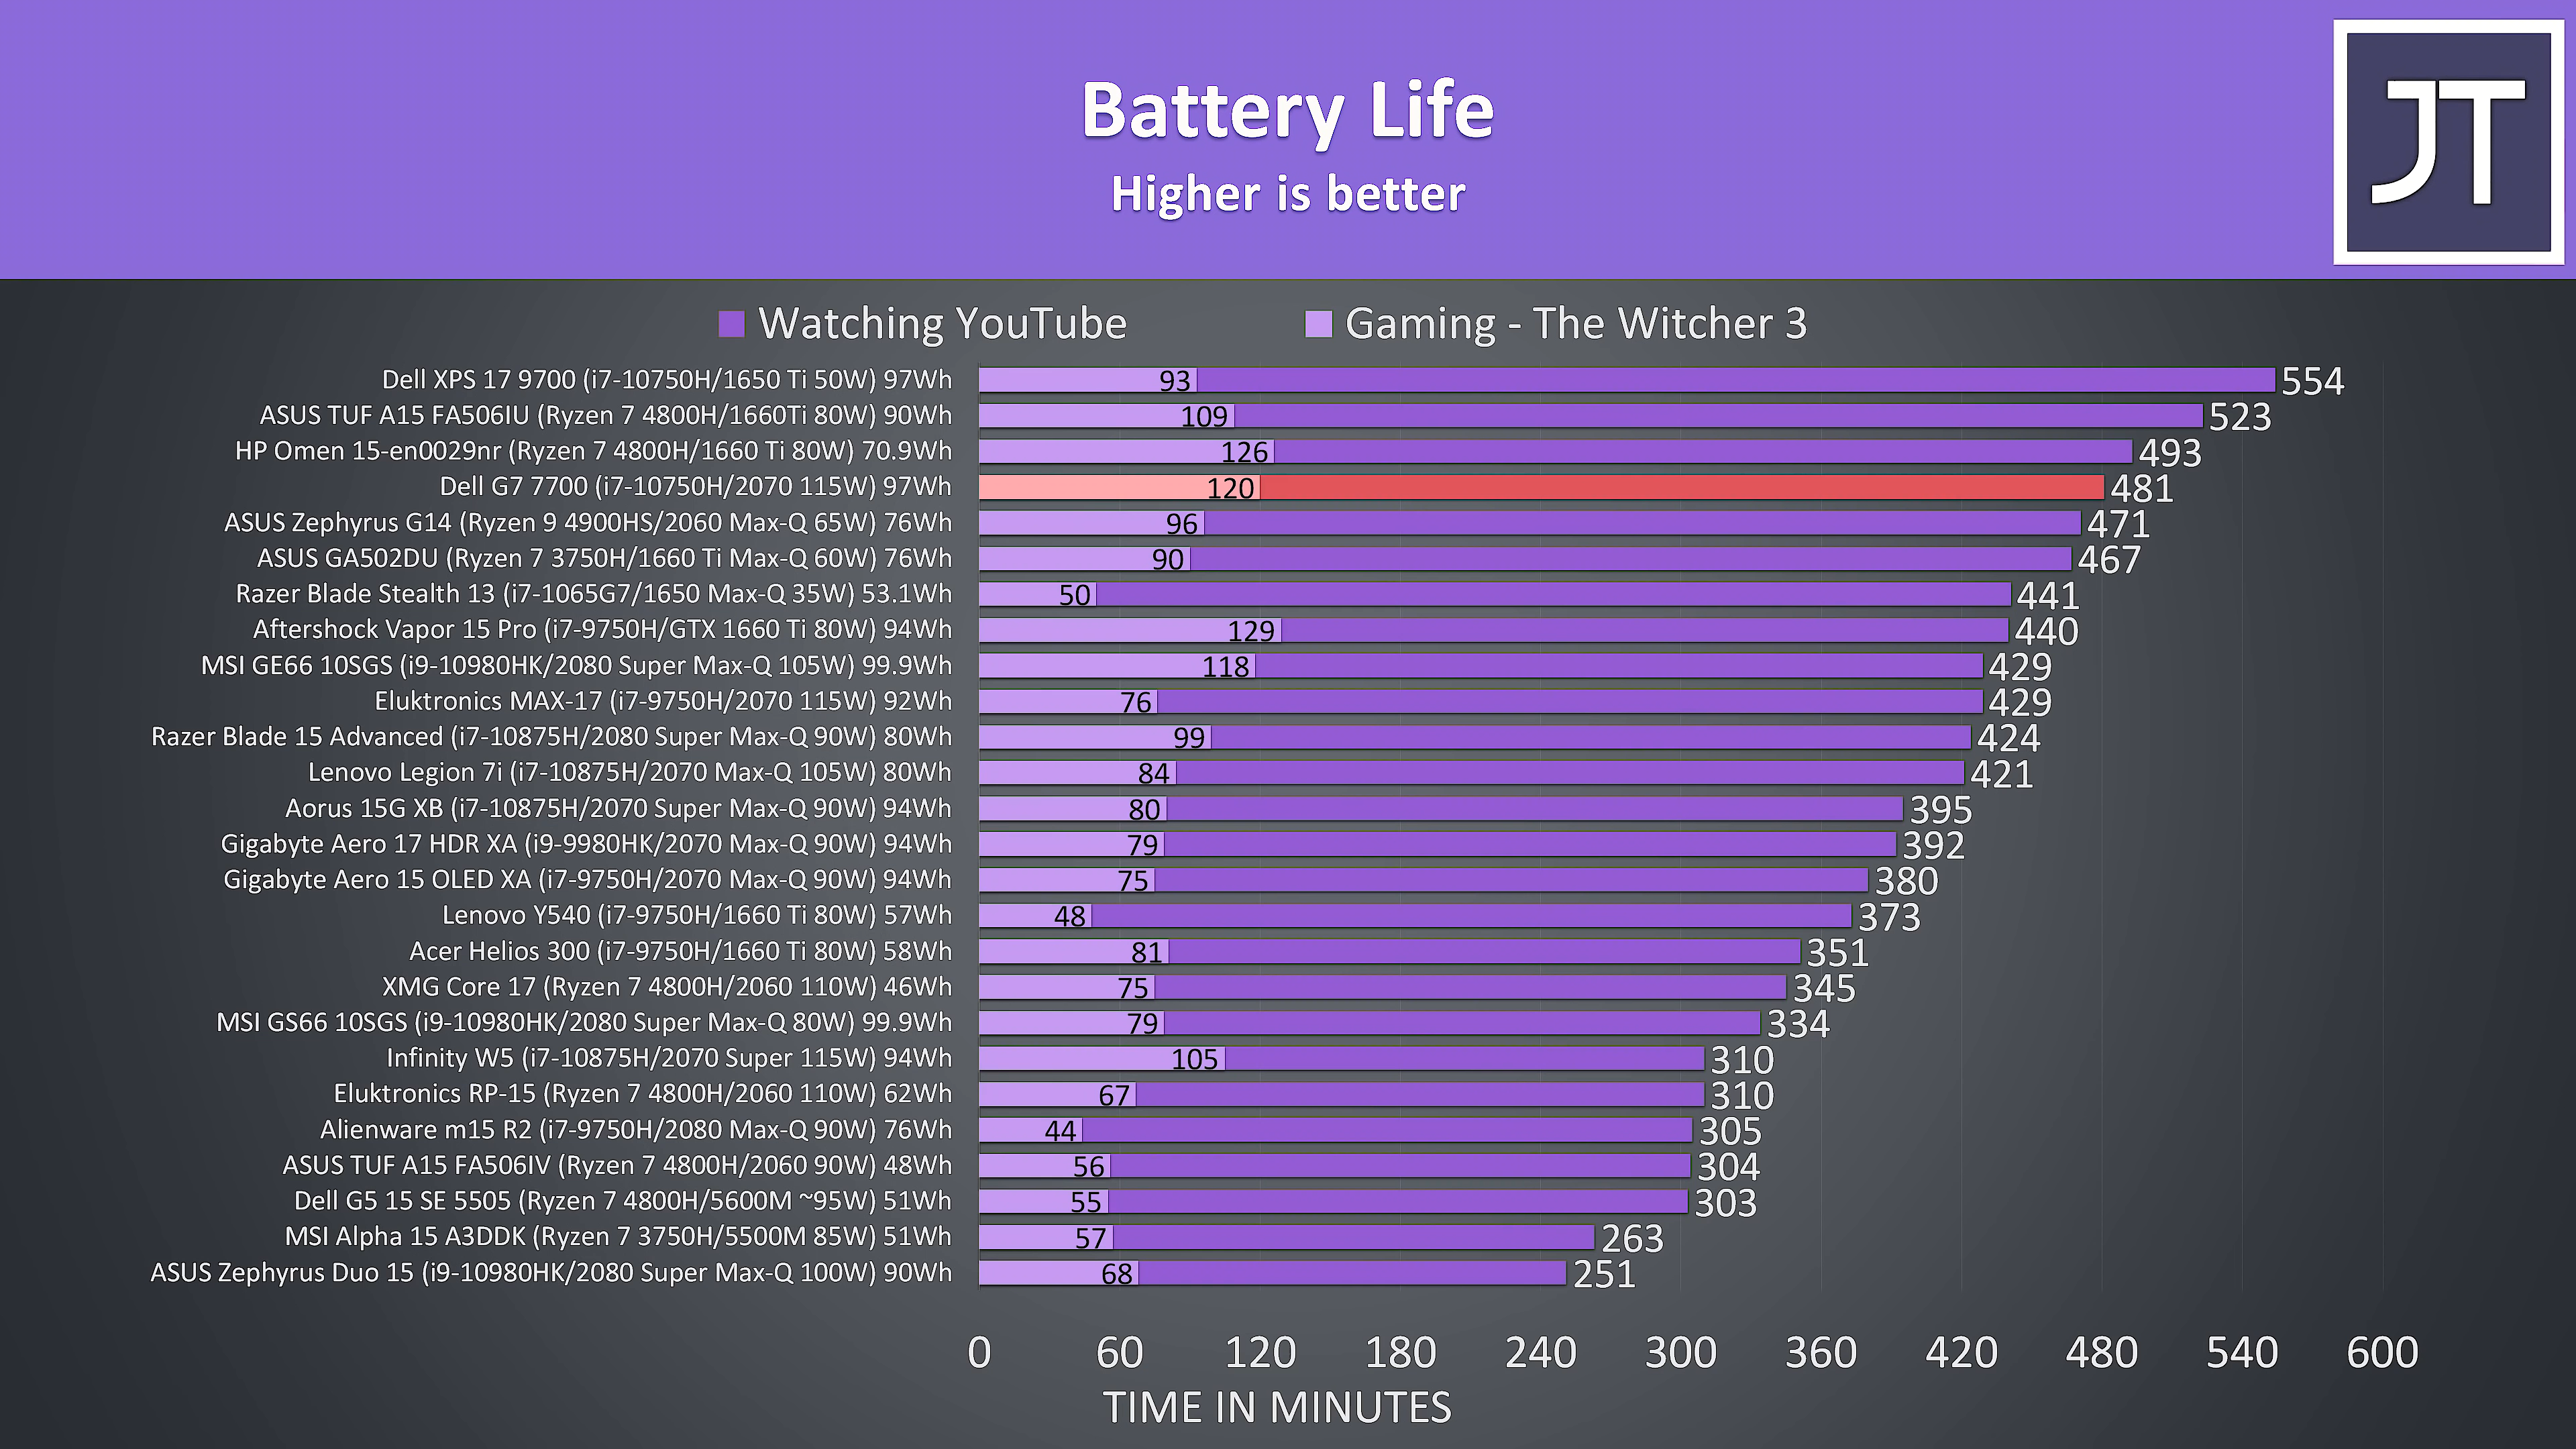 Battery Life
Higher is better
JT
Watching YouTube
Gaming - The Witcher 3
Dell XPS 17 9700 (i7-10750H/1650 Ti 50W) 97Wh 93 554
ASUS TUF A15 FA506IU (Ryzen 7 4800H/1660Ti 80W) 90Wh 109 523
HP Omen 15-en0029nr (Ryzen 7 4800H/1660 Ti 80W) 70.9Wh 126 493
Dell G7 7700 (i7-10750H/2070 115W) 97Wh 120 481
ASUS Zephyrus G14 (Ryzen 9 4900HS/2060 Max-Q 65W) 76Wh 96 471
ASUS GA502DU (Ryzen 7 3750H/1660 Ti Max-Q 60W) 76Wh 90 467
Razer Blade Stealth 13 (i7-1065G7/1650 Max-Q 35W) 53.1Wh 50 441
Aftershock Vapor 15 Pro (i7-9750H/GTX 1660 Ti 80W) 94Wh 129 440
MSI GE66 10SGS (i9-10980HK/2080 Super Max-Q 105W) 99.9Wh 118 429
Eluktronics MAX-17 (i7-9750H/2070 115W) 92Wh 76 429
Razer Blade 15 Advanced (i7-10875H/2080 Super Max-Q 90W) 80Wh 99 424
Lenovo Legion 7i (i7-10875H/2070 Max-Q 105W) 80Wh 84 421
Aorus 15G XB (i7-10875H/2070 Super Max-Q 90W) 94Wh 80 395
Gigabyte Aero 17 HDR XA (i9-9980HK/2070 Max-Q 90W) 94Wh 79 392
Gigabyte Aero 15 OLED XA (i7-9750H/2070 Max-Q 90W) 94Wh 75 380
Lenovo Y540 (i7-9750H/1660 Ti 80W) 57Wh 48 373
Acer Helios 300 (i7-9750H/1660 Ti 80W) 58Wh 81 351
XMG Core 17 (Ryzen 7 4800H/2060 110W) 46Wh 75 345
MSI GS66 10SGS (i9-10980HK/2080 Super Max-Q 80W) 99.9Wh 79 334
Infinity W5 (i7-10875H/2070 Super 115W) 94Wh 105 310
Eluktronics RP-15 (Ryzen 7 4800H/2060 110W) 62Wh 67 310
Alienware m15 R2 (i7-9750H/2080 Max-Q 90W) 76Wh 44 305
ASUS TUF A15 FA506IV (Ryzen 7 4800H/2060 90W) 48Wh 56 304
Dell G5 15 SE 5505 (Ryzen 7 4800H/5600M ~95W) 51Wh 55 303
MSI Alpha 15 A3DDK (Ryzen 7 3750H/5500M 85W) 51Wh 57 263
ASUS Zephyrus Duo 15 (i9-10980HK/2080 Super Max-Q 100W) 90Wh 68 251
0 60 120 180 240 300 360 420 480 540 600
TIME IN MINUTES